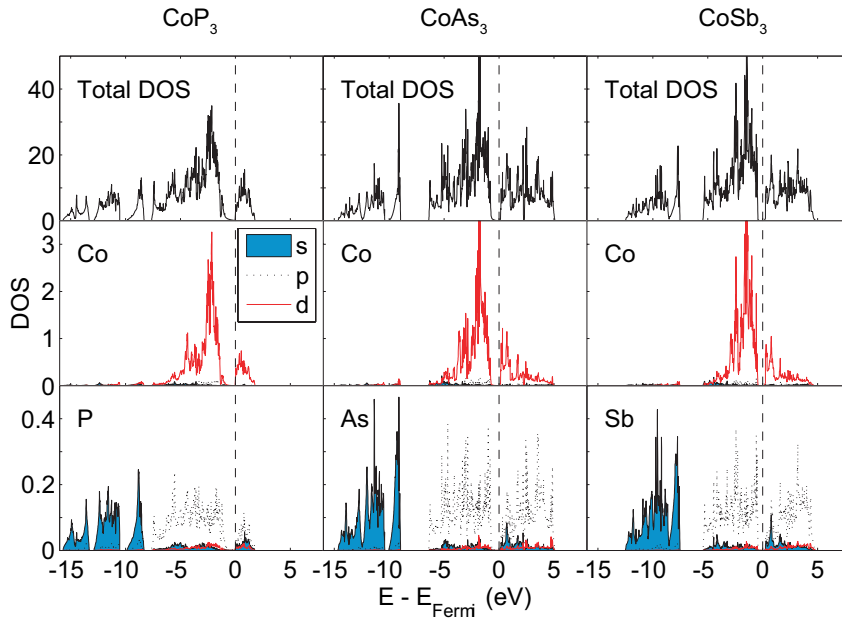 CoP3 CoAs3 CoSb3
40
20
0
Total DOS Total DOS Total DOS
3
2
1
0
DOS
Co Co Co
s
p
d
0.4
0.2
0
P As Sb
-15 -10 -5 0 5 -15 -10 -5 0 5 -15 -10 -5 0 5
E - EFermi (eV)